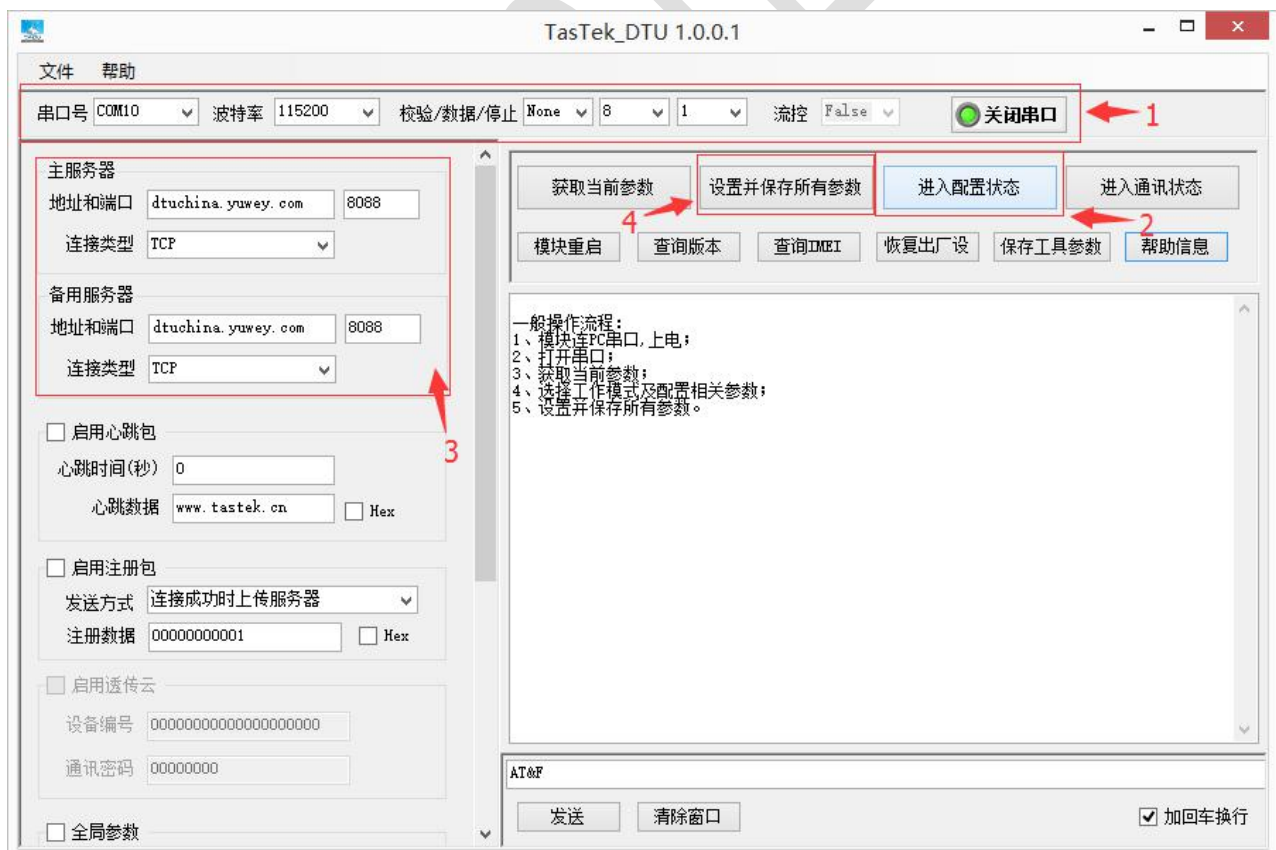 TasTek_DTU 1.0.0.1
文件 帮助
串口号 COM10 波特率 115200 校验/数据/停止 None 8 1 流控 False 关闭串口 1
主服务器
地址和端口 dtuchina.yuwey.com 8088
连接类型 TCP
备用服务器
地址和端口 dtuchina.yuwey.com 8088
连接类型 TCP
3
启用心跳包
心跳时间(秒) 0
心跳数据 www.tastek.cn Hex
启用注册包
发送方式 连接成功时上传服务器
注册数据 00000000001 Hex
启用透传云
设备编号 00000000000000000000
通讯密码 00000000
全局参数
获取当前参数 设置并保存所有参数 进入配置状态 进入通讯状态
4 2
模块重启 查询版本 查询IMEI 恢复出厂设 保存工具参数 帮助信息
一般操作流程:
1、模块连PC串口,上电;
2、打开串口;
3、获取当前参数;
4、选择工作模式及配置相关参数;
5、设置并保存所有参数。
AT&F
发送 清除窗口 加回车换行